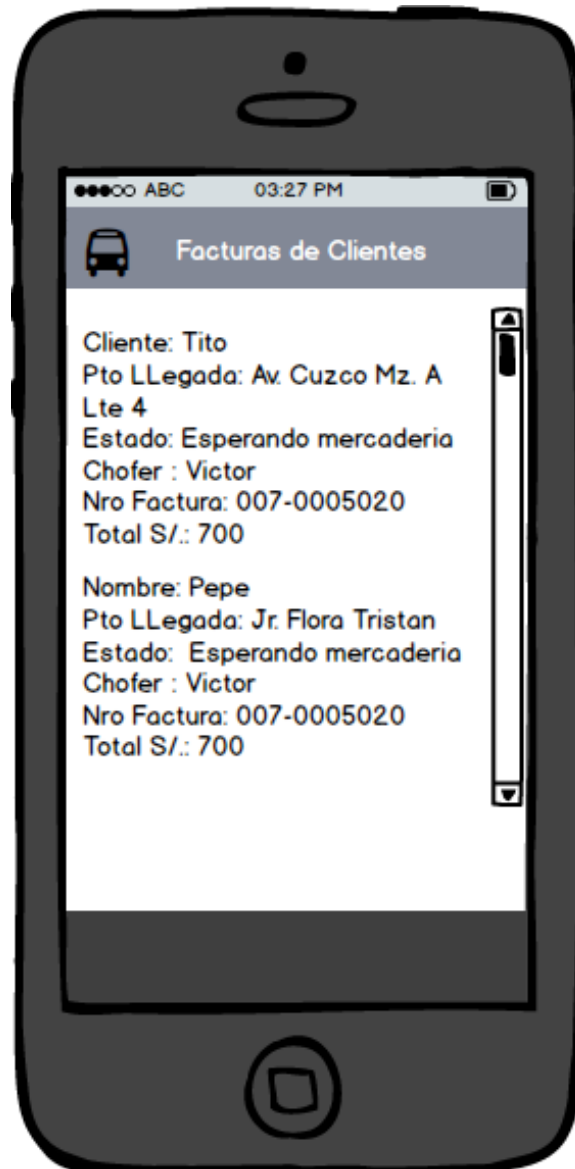 ABC 03:27 PM
Facturas de Clientes
Cliente: Tito
Pto LLegada: Av. Cuzco Mz. A
Lte 4
Estado: Esperando mercaderia
Chofer : Victor
Nro Factura: 007-0005020
Total S/.: 700
Nombre: Pepe
Pto LLegada: Jr. Flora Tristan
Estado:  Esperando mercaderia
Chofer : Victor
Nro Factura: 007-0005020
Total S/.: 700